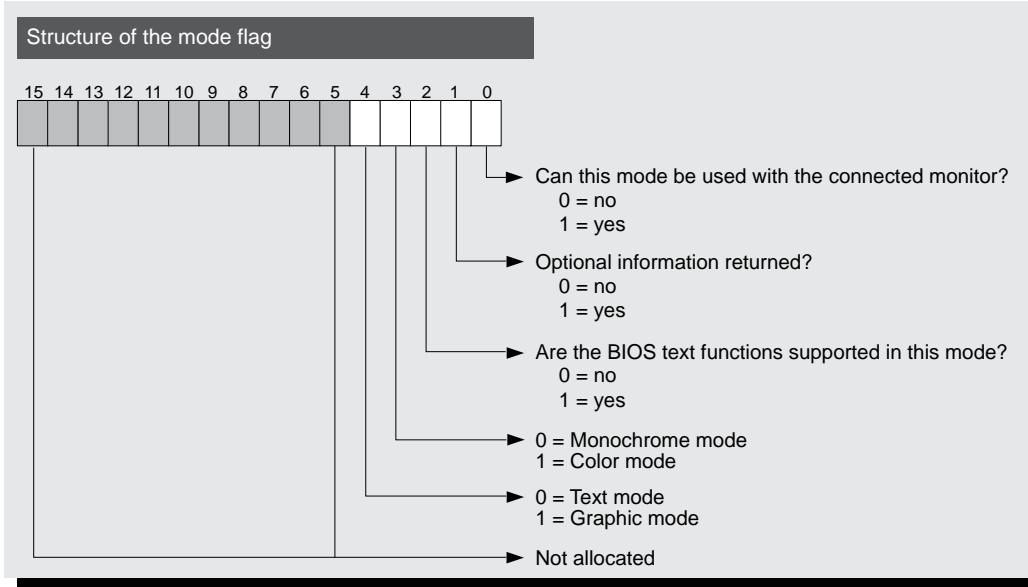 Structure of the mode flag
15 14 13 12 11 10 9 8 7 6 5 4 3 2 1 0
Can this mode be used with the connected monitor?
0 = no
1 = yes
Optional information returned?
0 = no
1 = yes
Are the BIOS text functions supported in this mode?
0 = no
1 = yes
0 = Monochrome mode
1 = Color mode
0 = Text mode
1 = Graphic mode
Not allocated